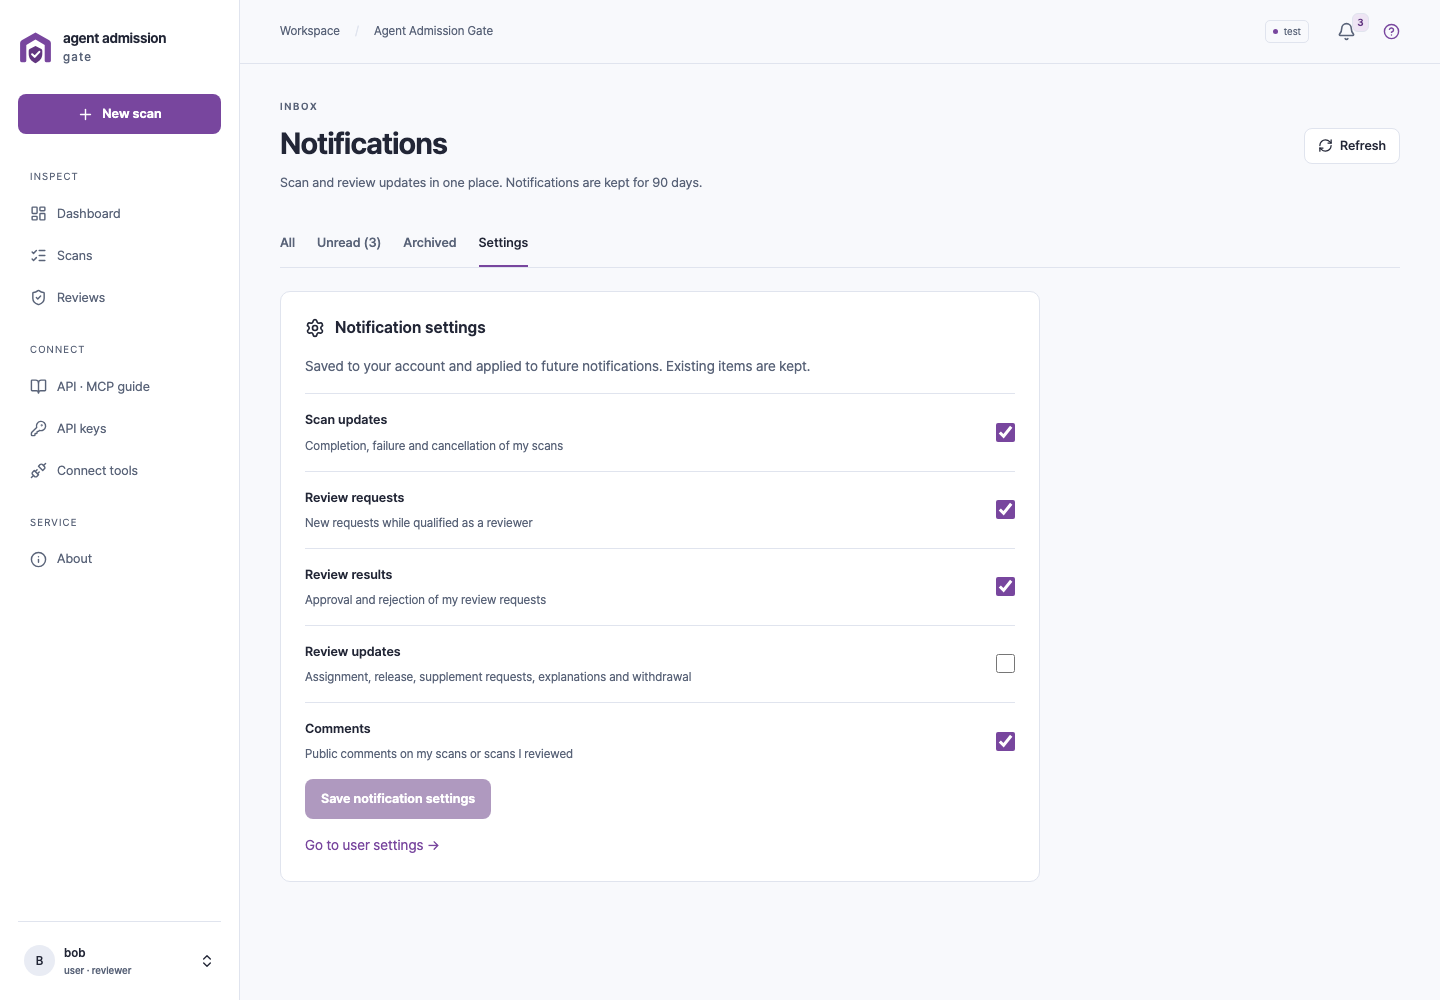 agent admission
gate
New scan
INSPECT
Dashboard
Scans
Reviews
CONNECT
API · MCP guide
API keys
Connect tools
SERVICE
About
B
bob
user · reviewer
Workspace / Agent Admission Gate
test
3
INBOX
Notifications
Refresh
Scan and review updates in one place. Notifications are kept for 90 days.
All
Unread (3)
Archived
Settings
Notification settings
Saved to your account and applied to future notifications. Existing items are kept.
Scan updates
Completion, failure and cancellation of my scans
Review requests
New requests while qualified as a reviewer
Review results
Approval and rejection of my review requests
Review updates
Assignment, release, supplement requests, explanations and withdrawal
Comments
Public comments on my scans or scans I reviewed
Save notification settings
Go to user settings →